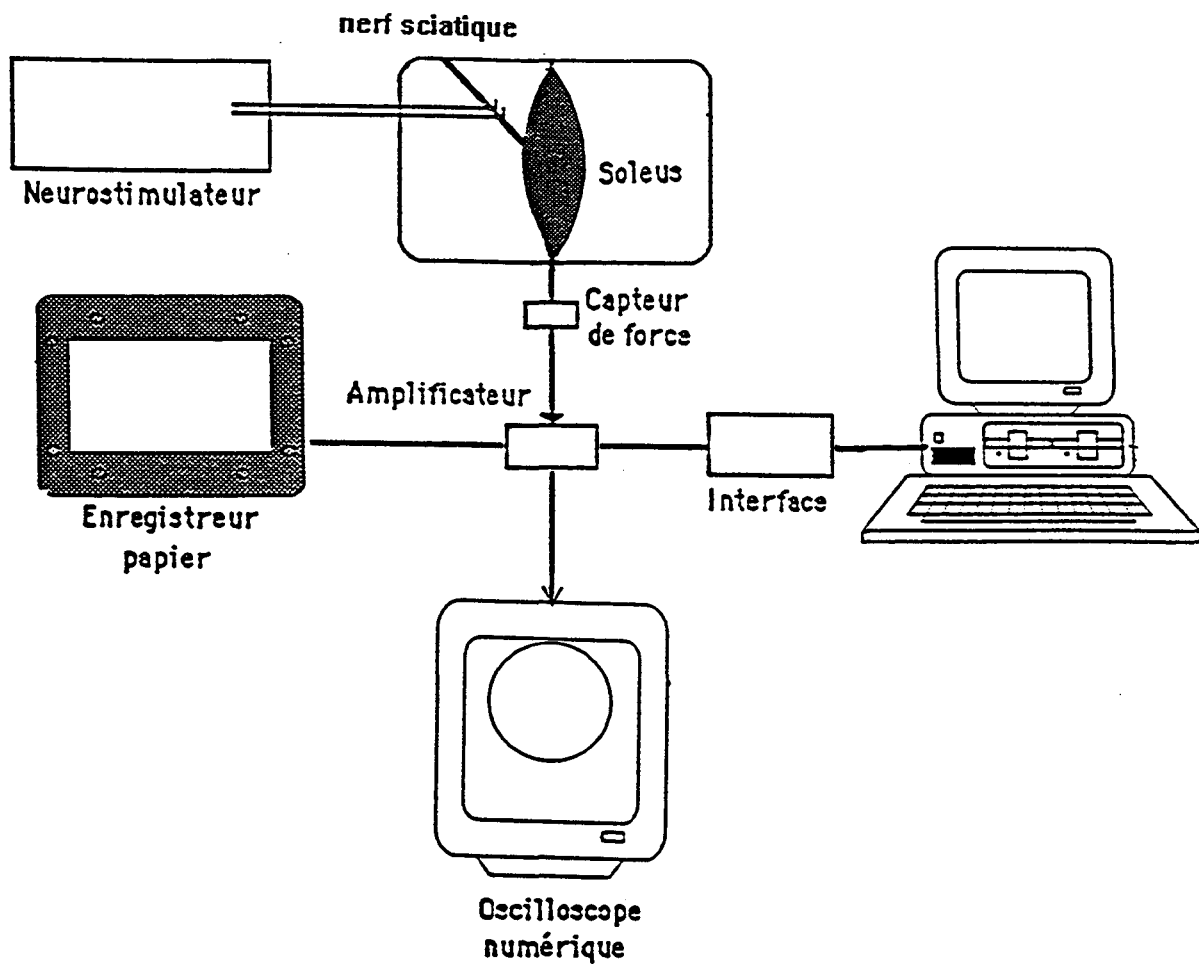 nerf sciatique
Neurostimulateur
Soleus
Capteur
de force
Amplificateur
Enregistreur
papier
Interface
Oscilloscope
numérique